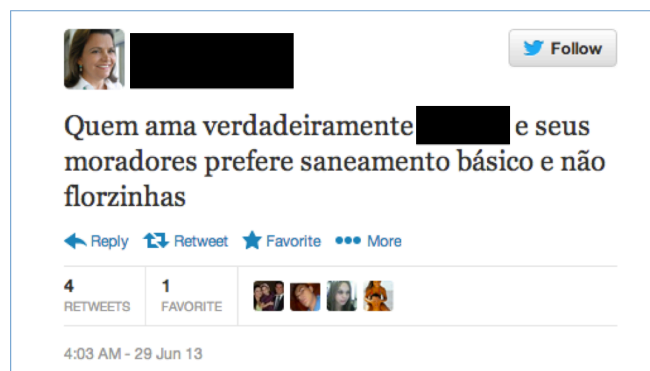 Follow
Quem ama verdadeiramente e seus
moradores prefere saneamento básico e não
florzinhas
Reply Retweet Favorite More
4 1
RETWEETS FAVORITE
4:03 AM - 29 Jun 13